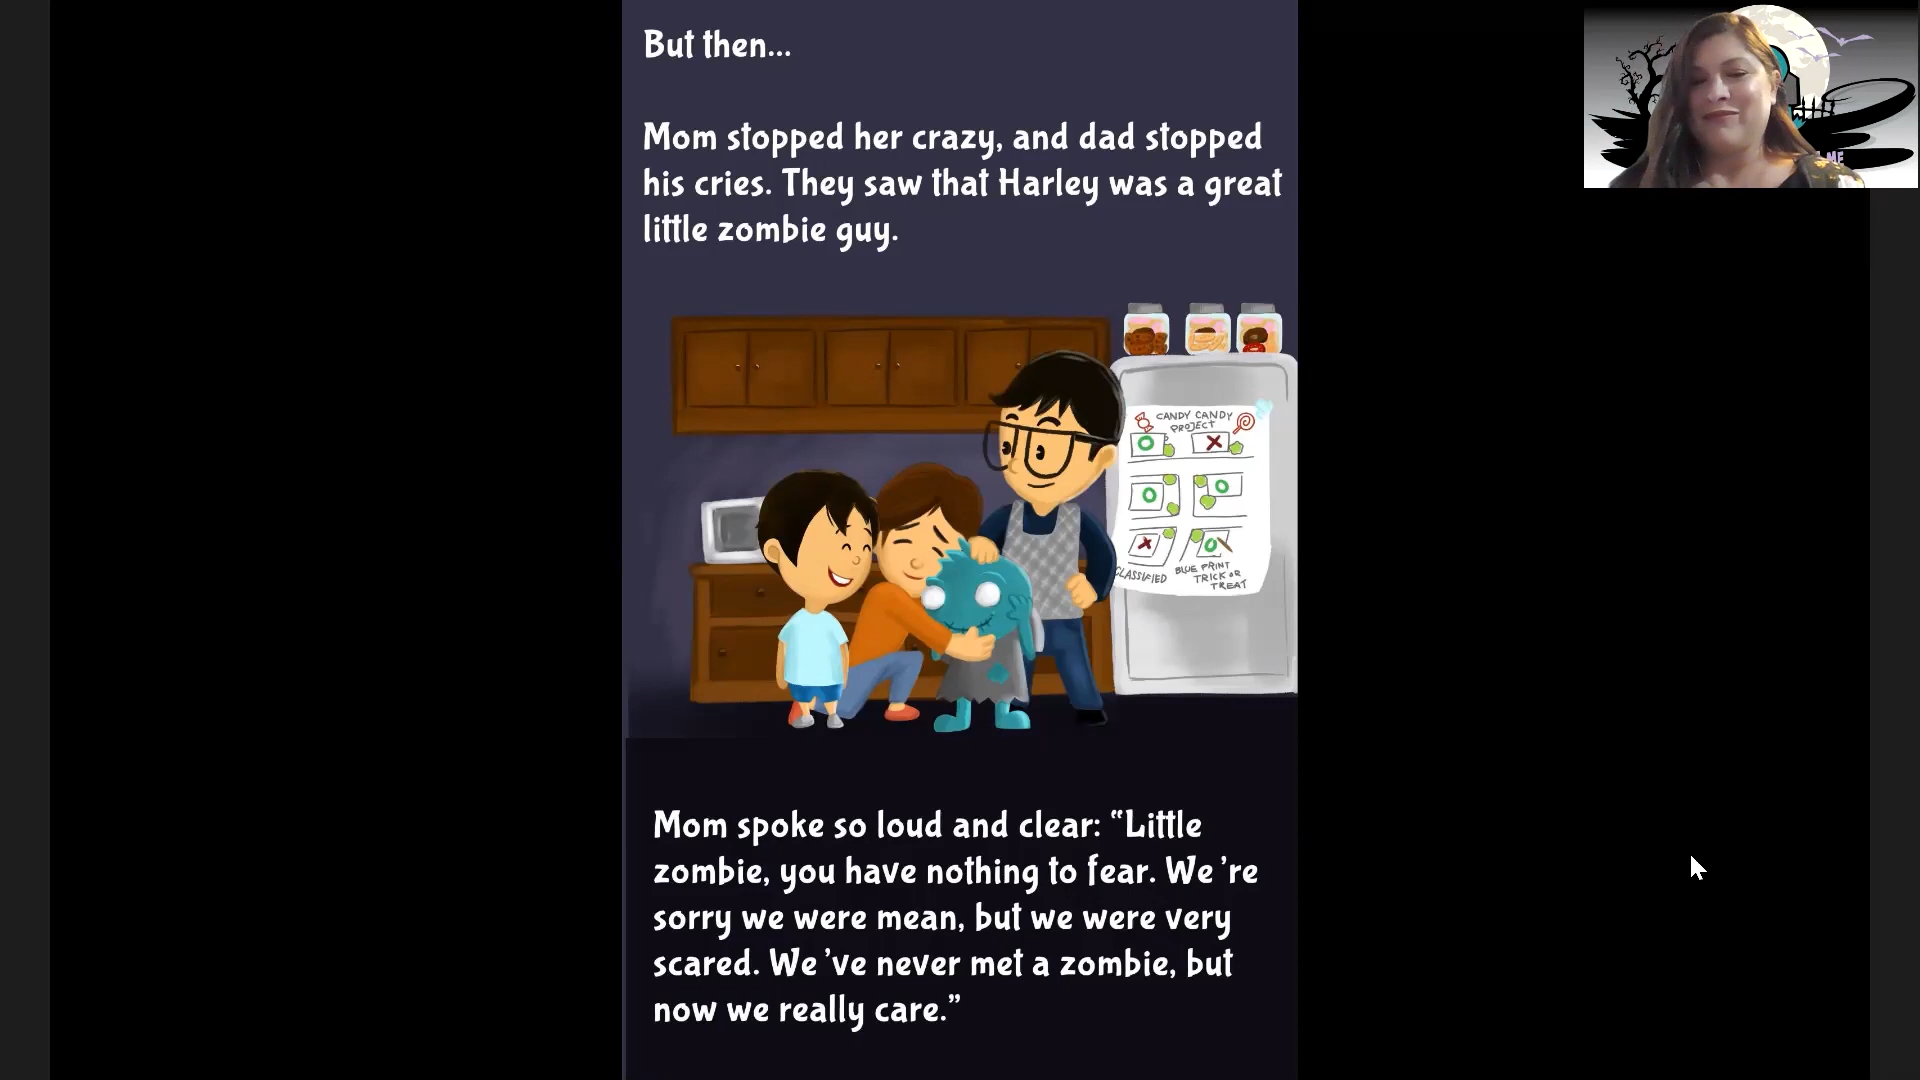 But then...
Mom stopped her crazy, and dad stopped
his cries. They saw that Harley was a great
little zombie guy.
CANDY CANDY
PROJECT
CLASSIFIED
BLUE PRINT
TRICK OR
TREAT
Mom spoke so loud and clear: “Little
zombie, you have nothing to fear. We’re
sorry we were mean, but we were very
scared. We’ve never met a zombie, but
now we really care.”
ME